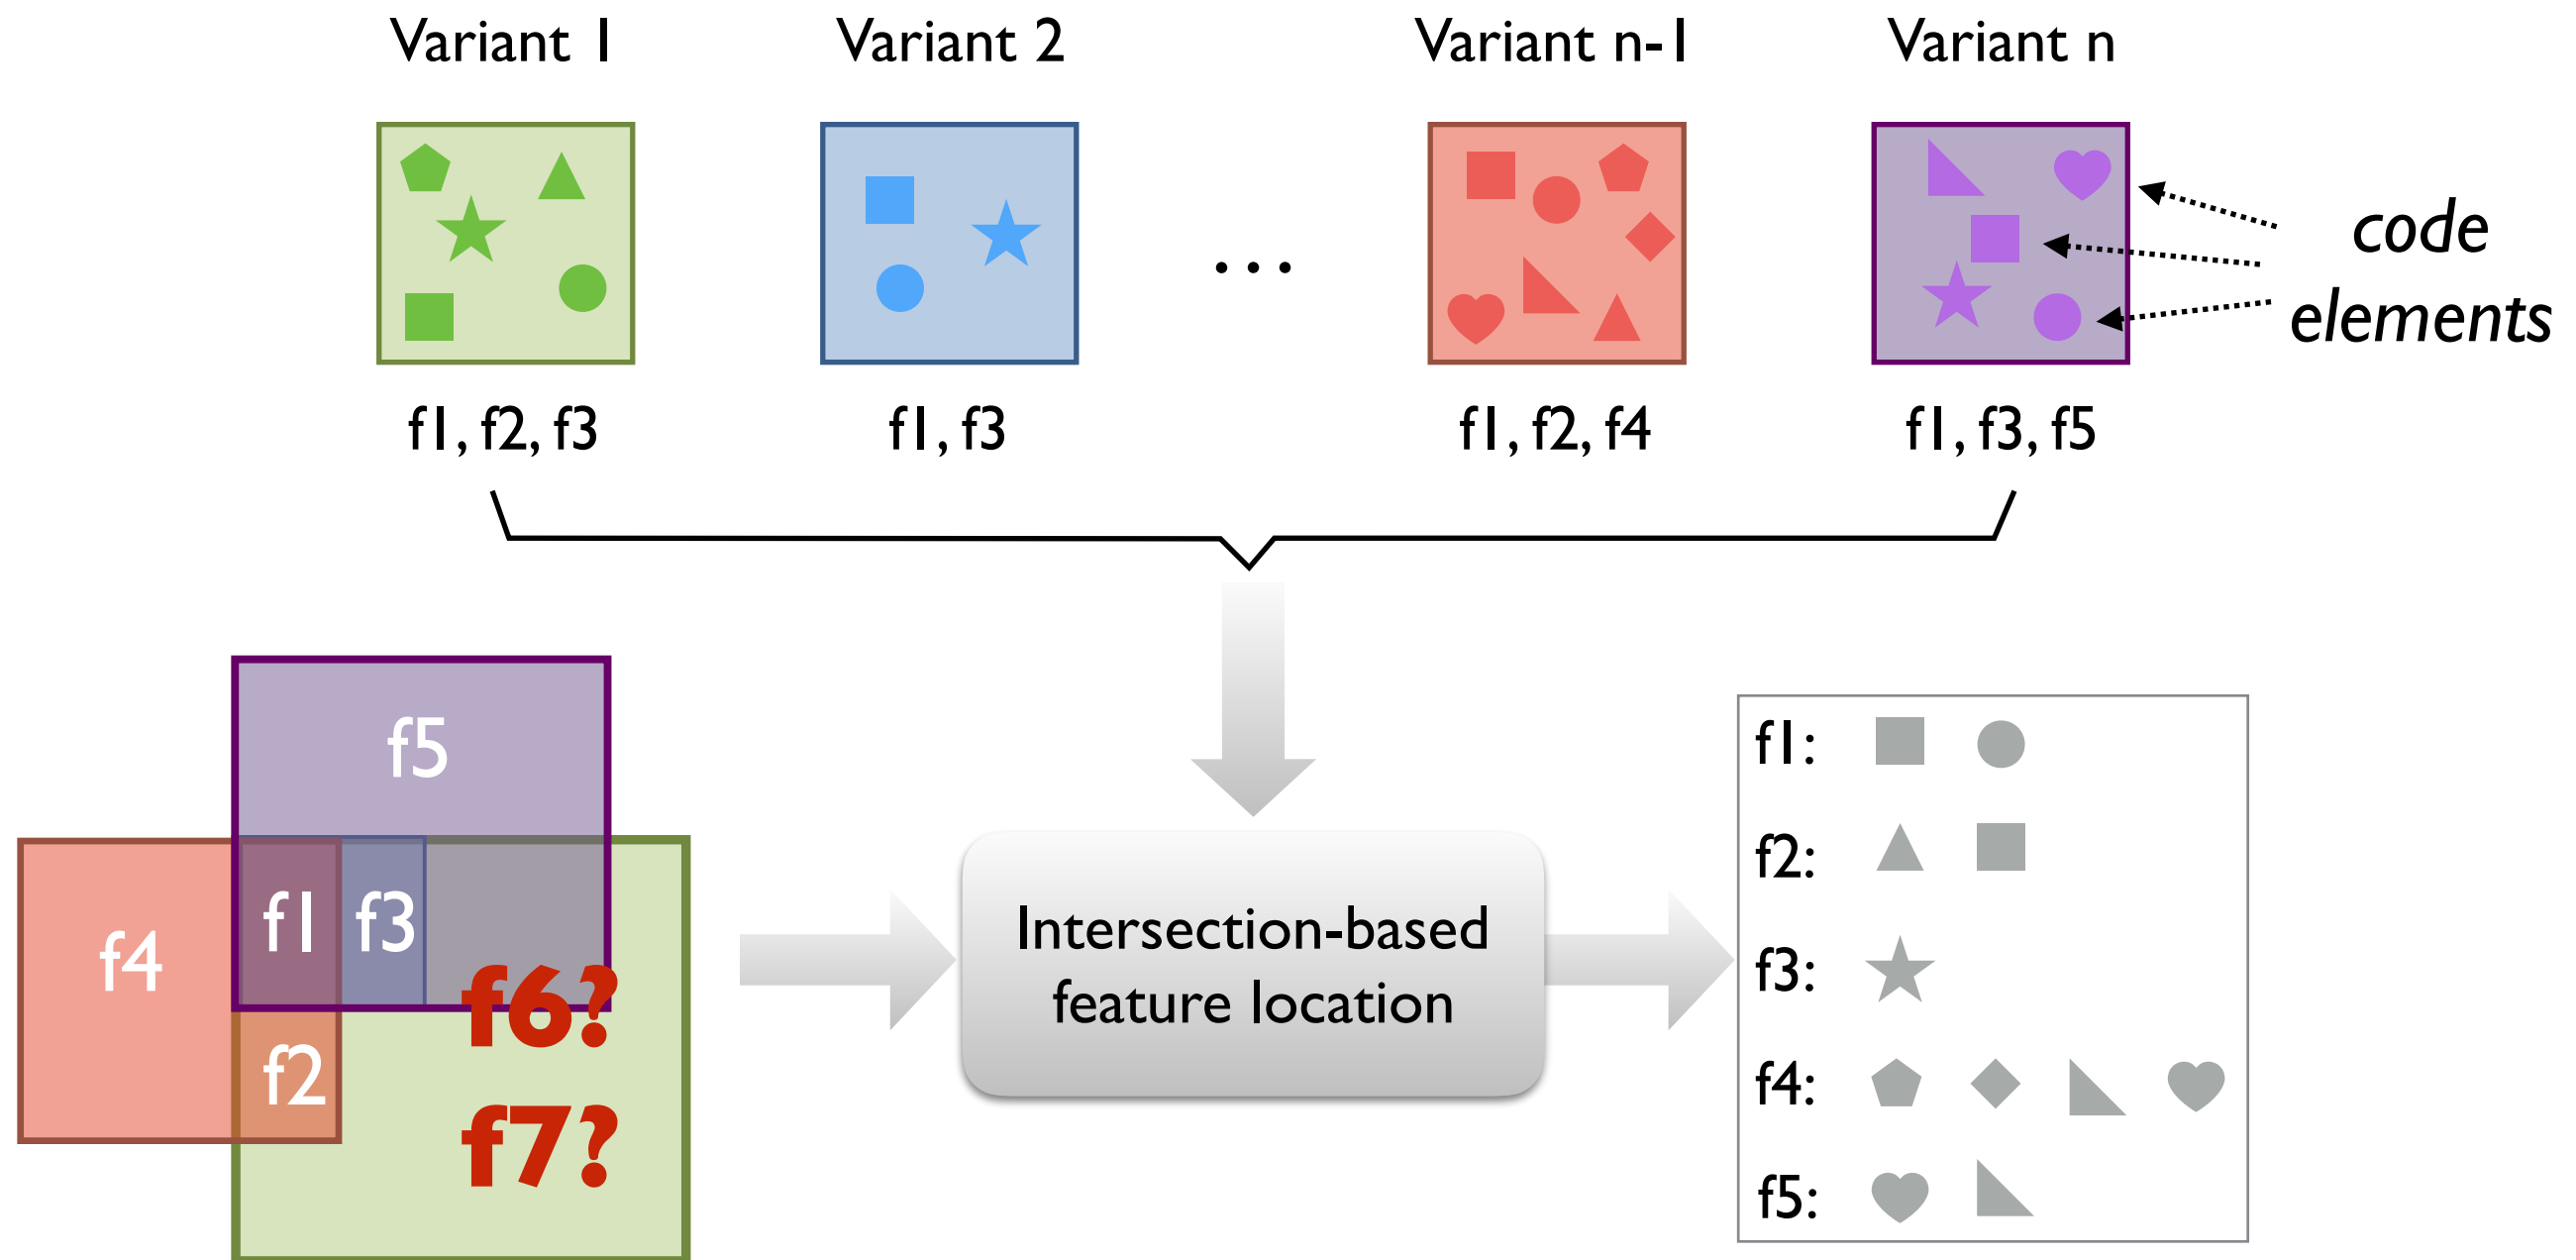 Variant 1
Variant 2
Variant n-1
Variant n
code
elements
...
f1, f2, f3
f1, f3
f1, f2, f4
f1, f3, f5
f5
f4
f1
f3
f2
f6?
f7?
Intersection-based
feature location
f1:
f2:
f3:
f4:
f5: